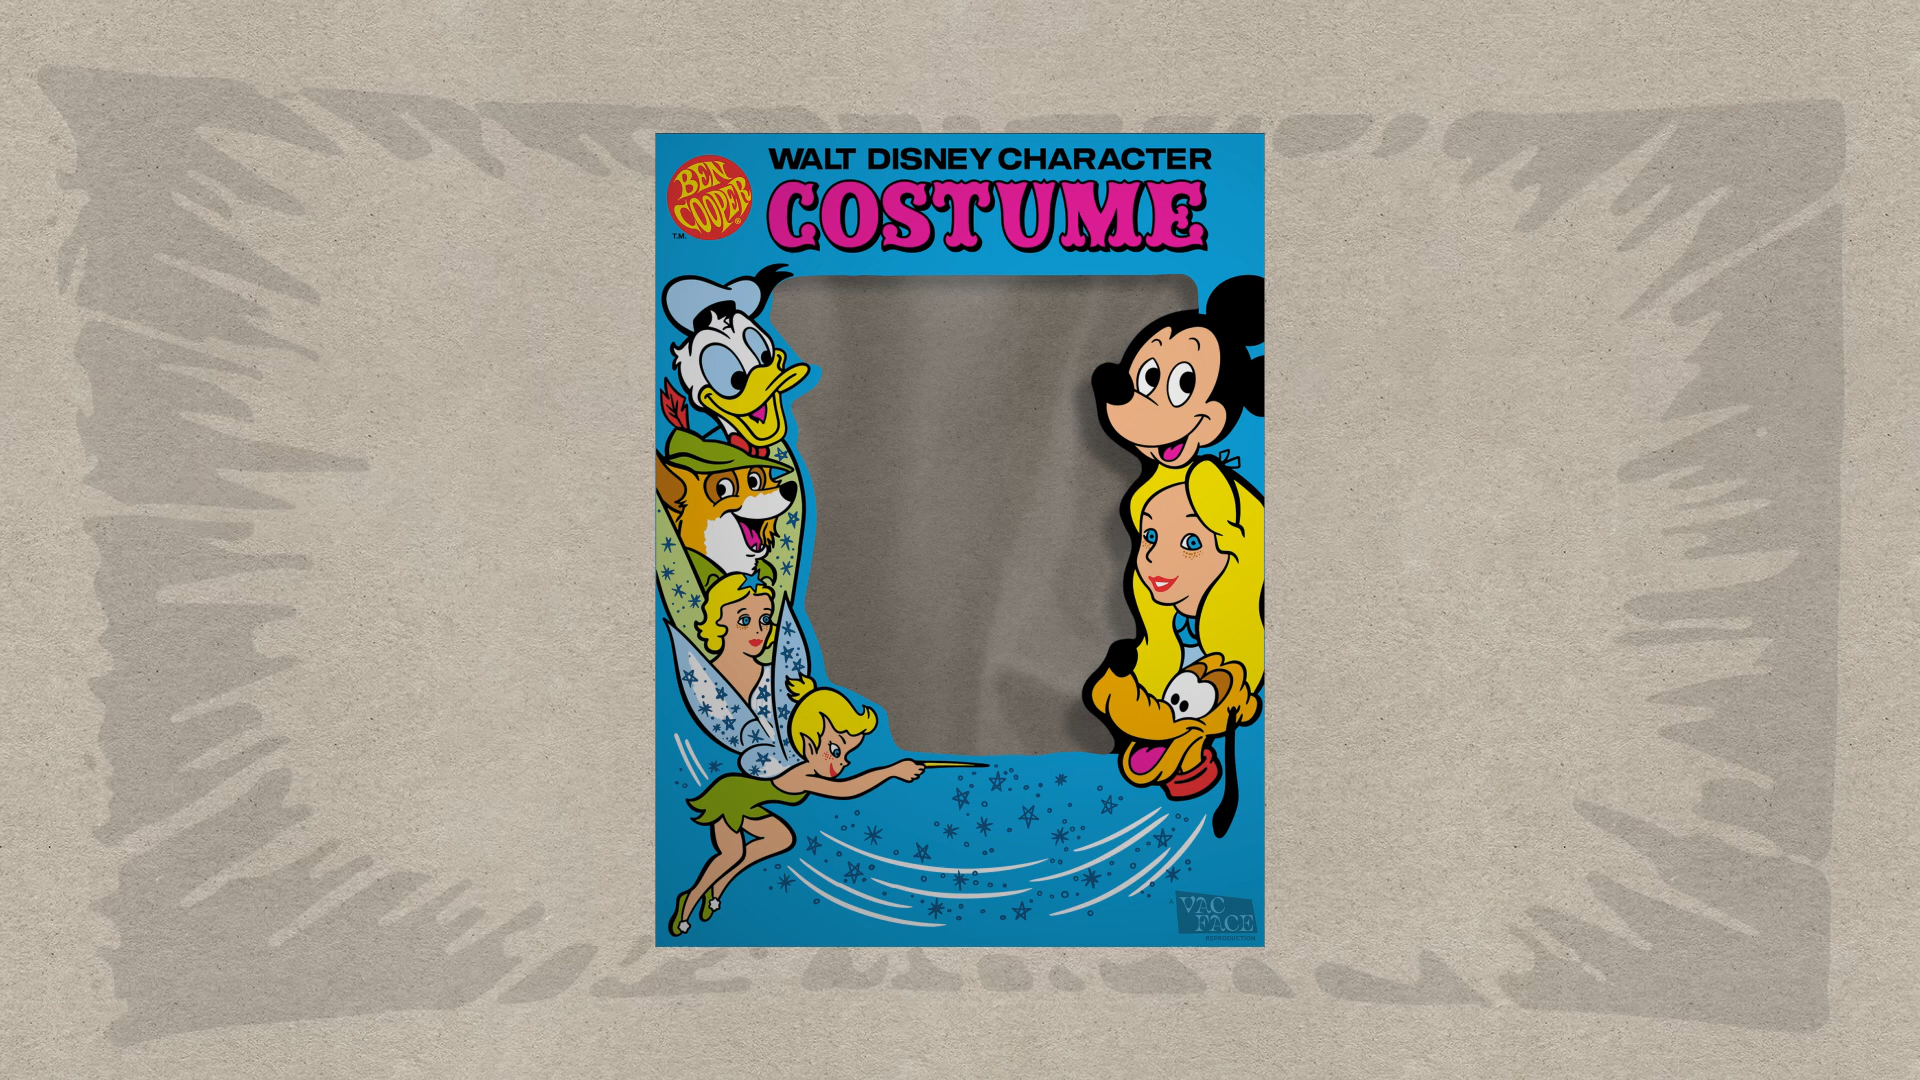 BEN
COOPER®
T.M.
WALT DISNEY CHARACTER
COSTUME
VAC
FACE
REPRODUCTION